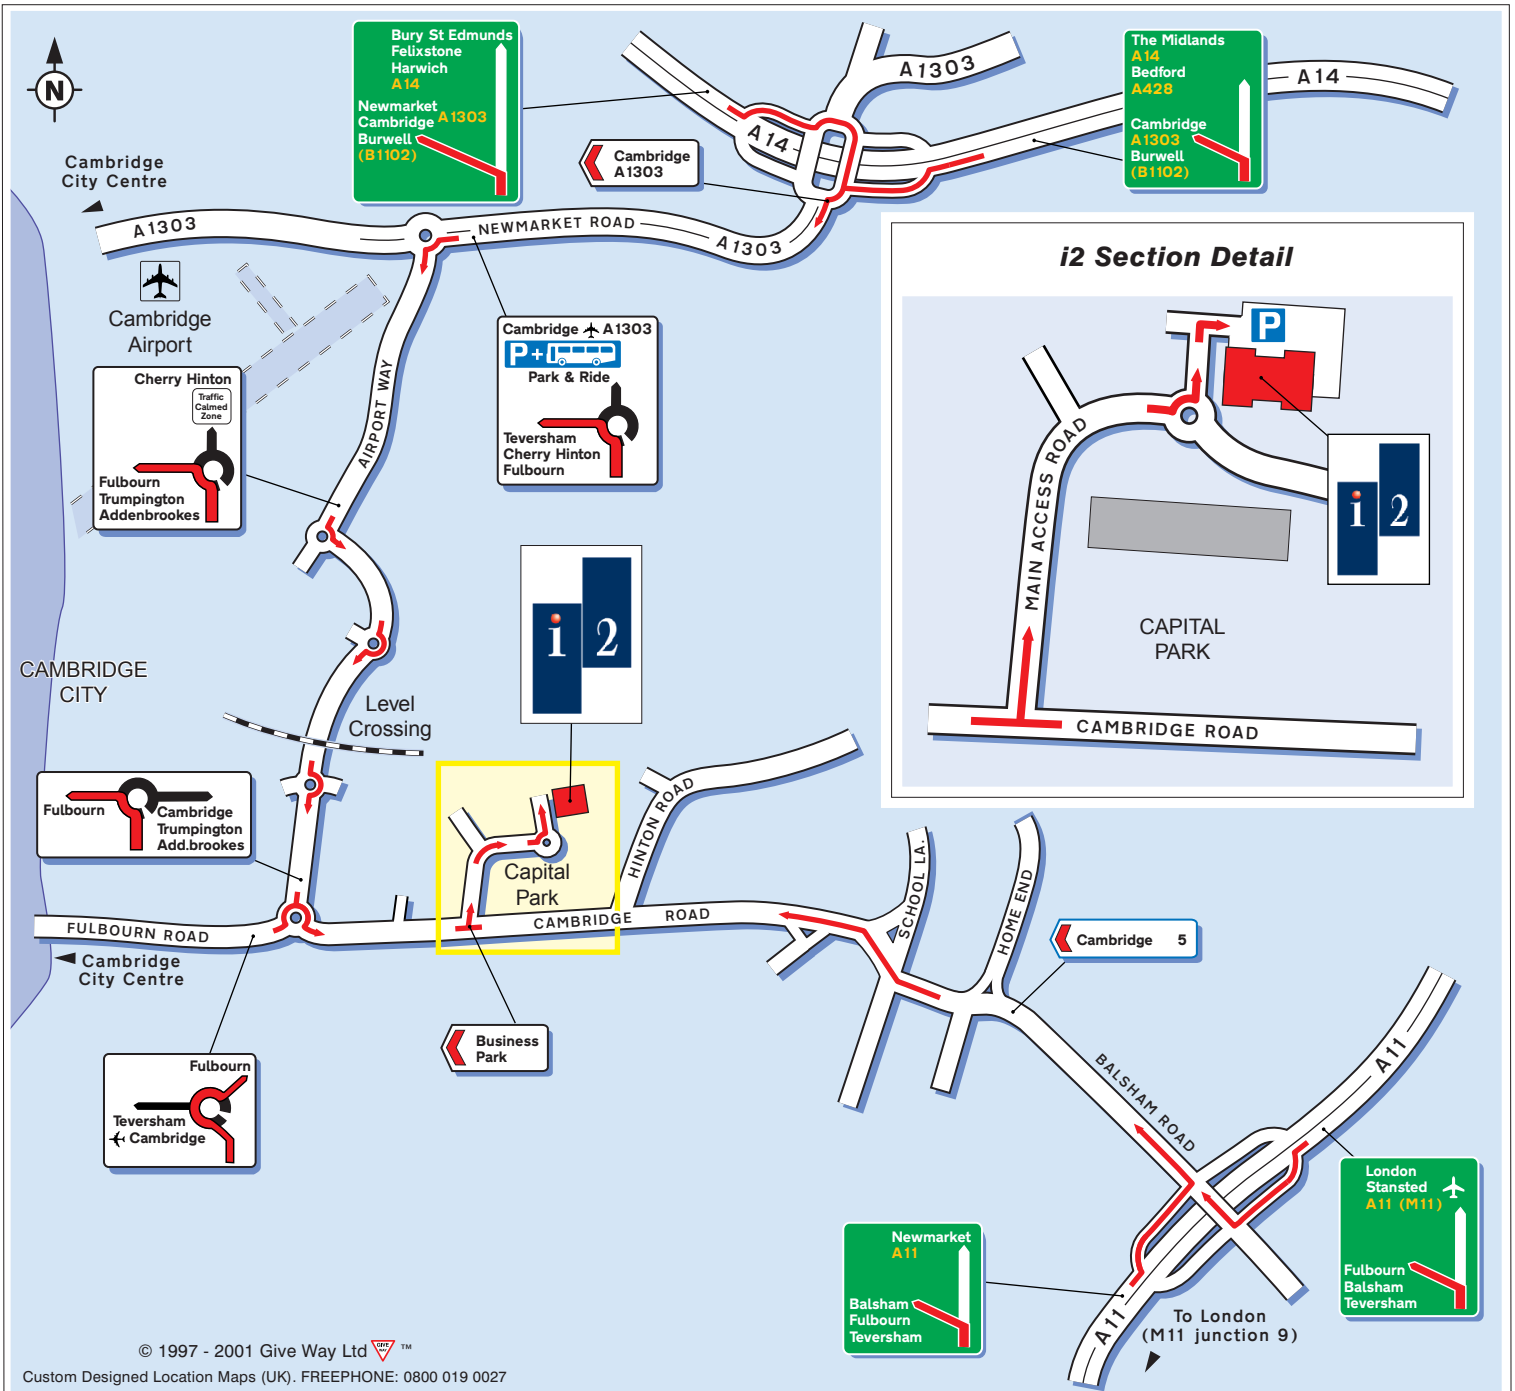 N
Bury St Edmunds
Felixstone
Harwich
A14
Newmarket
Cambridge A1303
Burwell
(B1102)
A1303
A14
A14
The Midlands
A14
Bedford
A428
Cambridge
A1303
Burwell
(B1102)
Cambridge
A1303
Cambridge
City Centre
A1303
NEWMARKET ROAD
A1303
Cambridge
Airport
Cambridge A1303
P+
Park & Ride
Teversham
Cherry Hinton
Fulbourn
Cherry Hinton
Traffic
Calmed
Zone
Fulbourn
Trumpington
Addenbrookes
AIRPORT WAY
i2 Section Detail
P
i2
MAIN ACCESS ROAD
CAPITAL
PARK
CAMBRIDGE ROAD
i2
CAMBRIDGE
CITY
Level
Crossing
Fulbourn
Cambridge
Trumpington
Add.brookes
HINTON ROAD
Capital
Park
SCHOOL LA.
HOME END
FULBOURN ROAD
CAMBRIDGE ROAD
Cambridge
City Centre
Cambridge 5
Business
Park
Fulbourn
Teversham
Cambridge
BALSHAM ROAD
A11
London
Stansted
A11 (M11)
Fulbourn
Balsham
Teversham
Newmarket
A11
Balsham
Fulbourn
Teversham
A11
To London
(M11 junction 9)
© 1997 - 2001 Give Way Ltd GIVE WAY ™
Custom Designed Location Maps (UK). FREEPHONE: 0800 019 0027